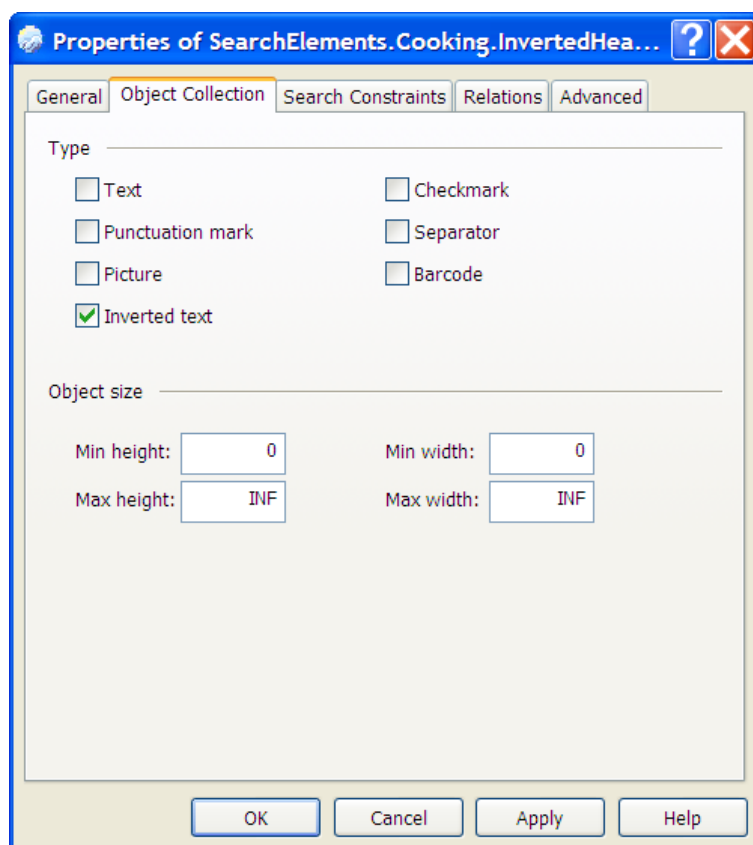 Properties of SearchElements.Cooking.InvertedHea... ?
General Object Collection Search Constraints Relations Advanced
Type
Text Checkmark
Punctuation mark Separator
Picture Barcode
Inverted text
Object size
Min height: 0 Min width: 0
Max height: INF Max width: INF
OK Cancel Apply Help